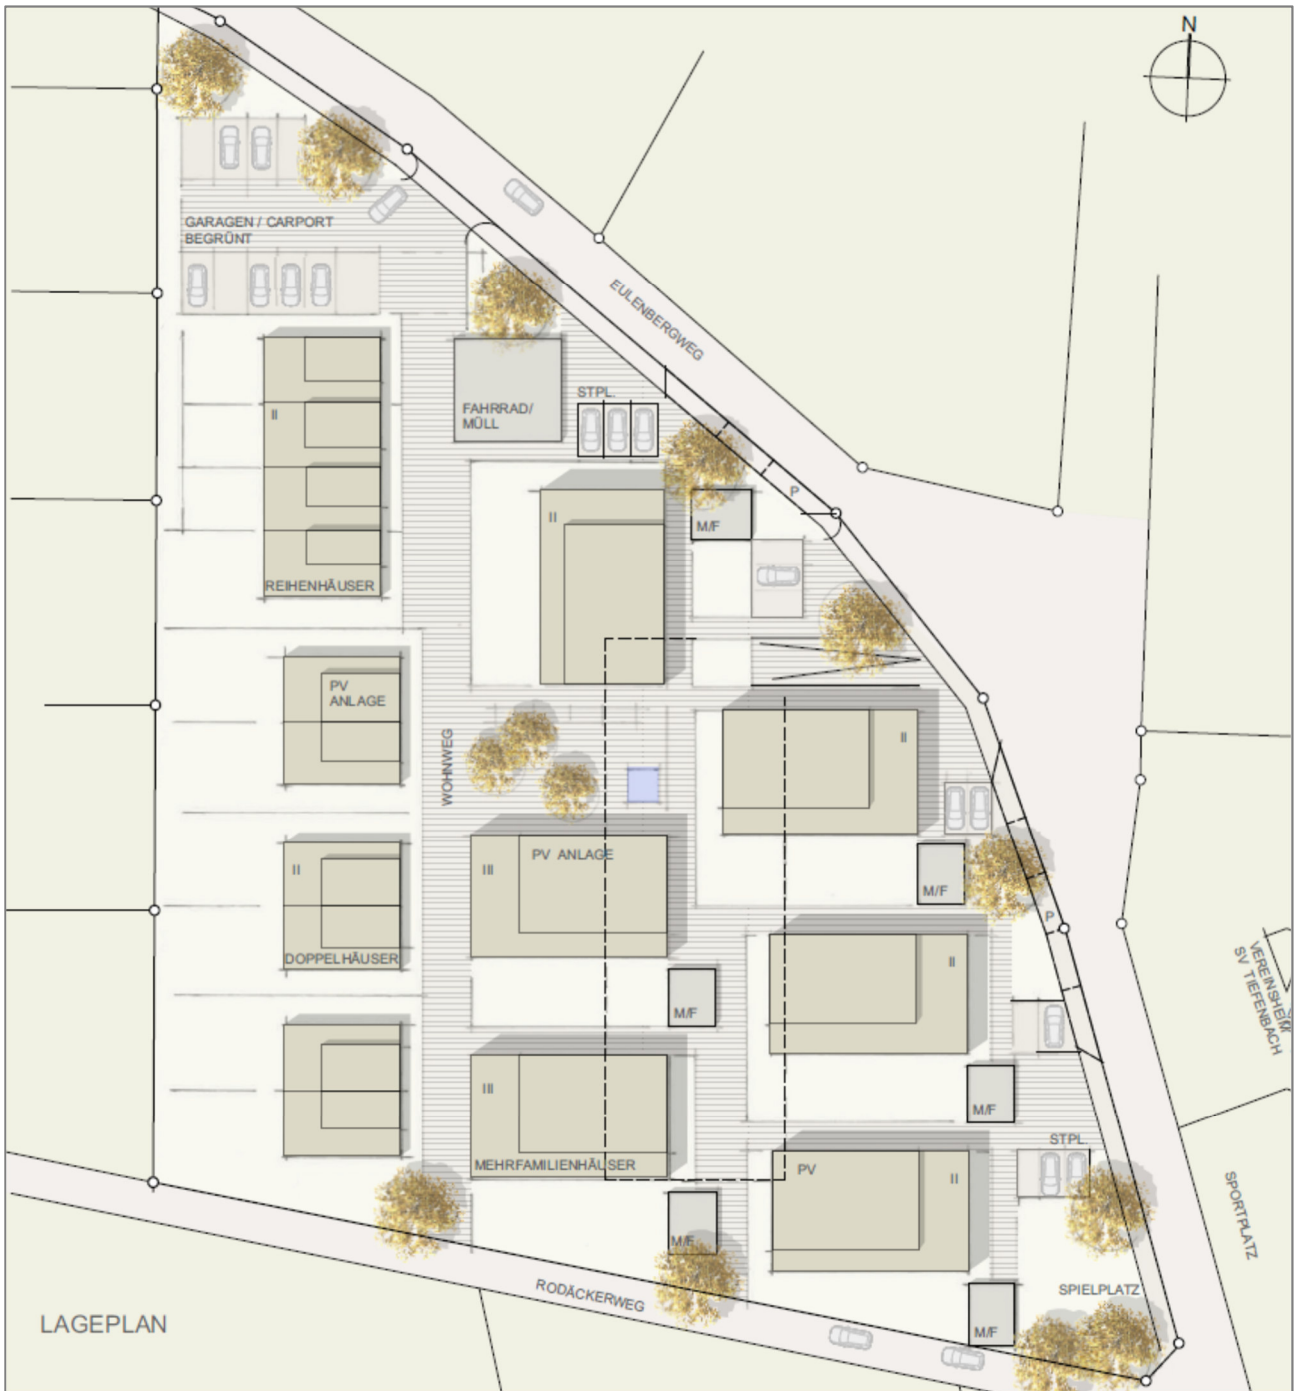 N
GARAGEN / CARPORT
BEGRÜNT
EULENBERGWEG
STPL.
FAHRRAD/
MÜLL
II
II
P
M/F
REIHENHÄUSER
PV
ANLAGE
WOHNWEG
II
PV ANLAGE
III
II
M/F
P
DOPPELHÄUSER
II
VEREINSHEIM
SV TIEFENBACH
M/F
III
M/F
STPL.
MEHRFAMILIENHÄUSER
PV
II
SPORTPLATZ
M/F
RODÄCKERWEG
SPIELPLATZ
M/F
LAGEPLAN